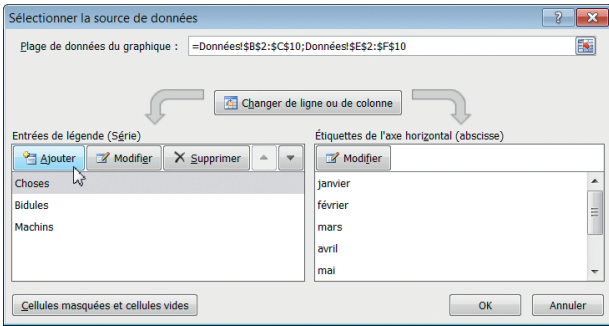 Sélectionner la source de données
Plage de données du graphique : =Données!$B$2:$C$10;Données!$E$2:$F$10
Changer de ligne ou de colonne
Entrées de légende (Série)
Ajouter Modifier Supprimer
Choses
Bidules
Machins
Étiquettes de l'axe horizontal (abscisse)
Modifier
janvier
février
mars
avril
mai
Cellules masquées et cellules vides
OK Annuler